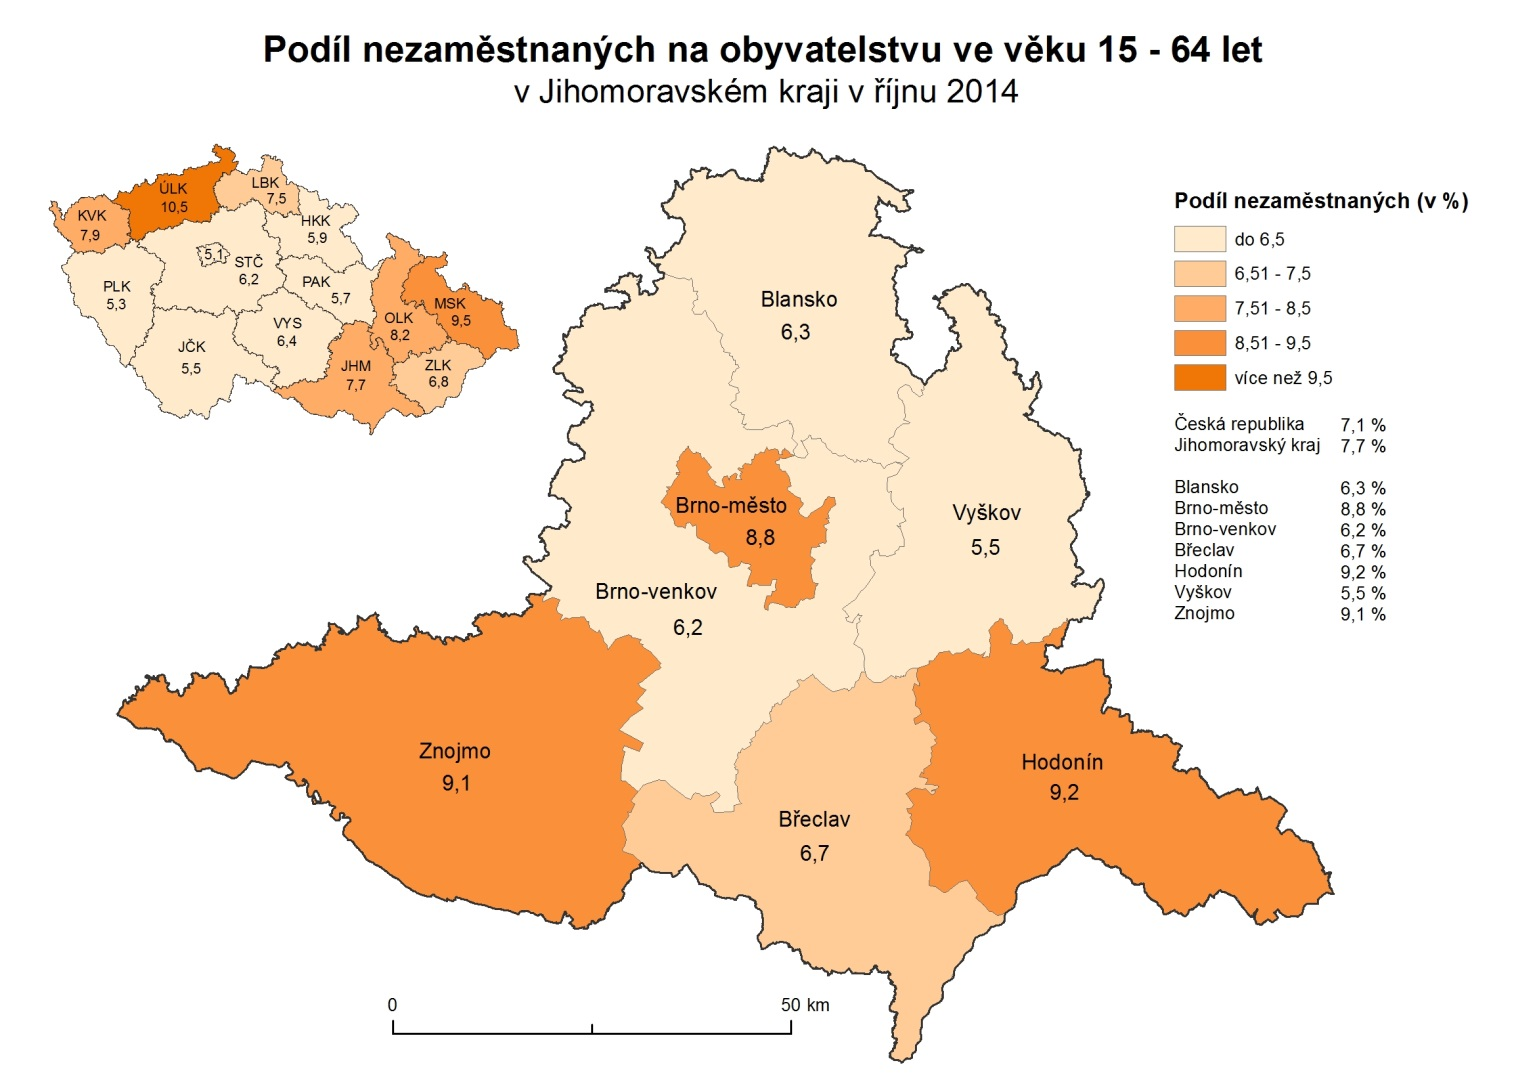 Podíl nezaměstnaných na obyvatelstvu ve věku 15 - 64 let
v Jihomoravském kraji v říjnu 2014
ÚLK
10,5
LBK
7,5
KVK
7,9
HKK
5,9
5,1
STČ
6,2
PLK
5,3
PAK
5,7
MSK
9,5
OLK
8,2
VYS
6,4
JČK
5,5
JHM
7,7
ZLK
6,8
Podíl nezaměstnaných (v %)
do 6,5
6,51 - 7,5
7,51 - 8,5
8,51 - 9,5
více než 9,5
Česká republika 7,1 %
Jihomoravský kraj 7,7 %
Blansko 6,3 %
Brno-město 8,8 %
Brno-venkov 6,2 %
Břeclav 6,7 %
Hodonín 9,2 %
Vyškov 5,5 %
Znojmo 9,1 %
Blansko
6,3
Brno-město
8,8
Vyškov
5,5
Brno-venkov
6,2
Znojmo
9,1
Hodonín
9,2
Břeclav
6,7
0 50 km